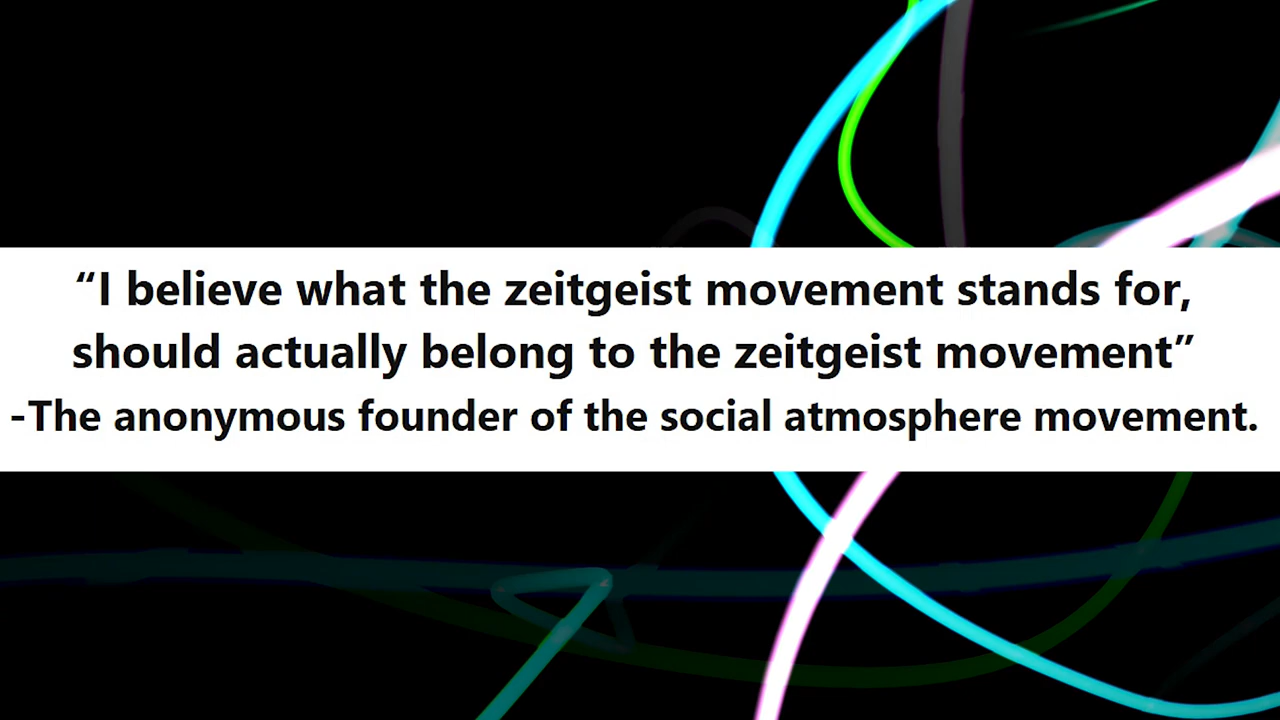 “I believe what the zeitgeist movement stands for,
should actually belong to the zeitgeist movement”
-The anonymous founder of the social atmosphere movement.